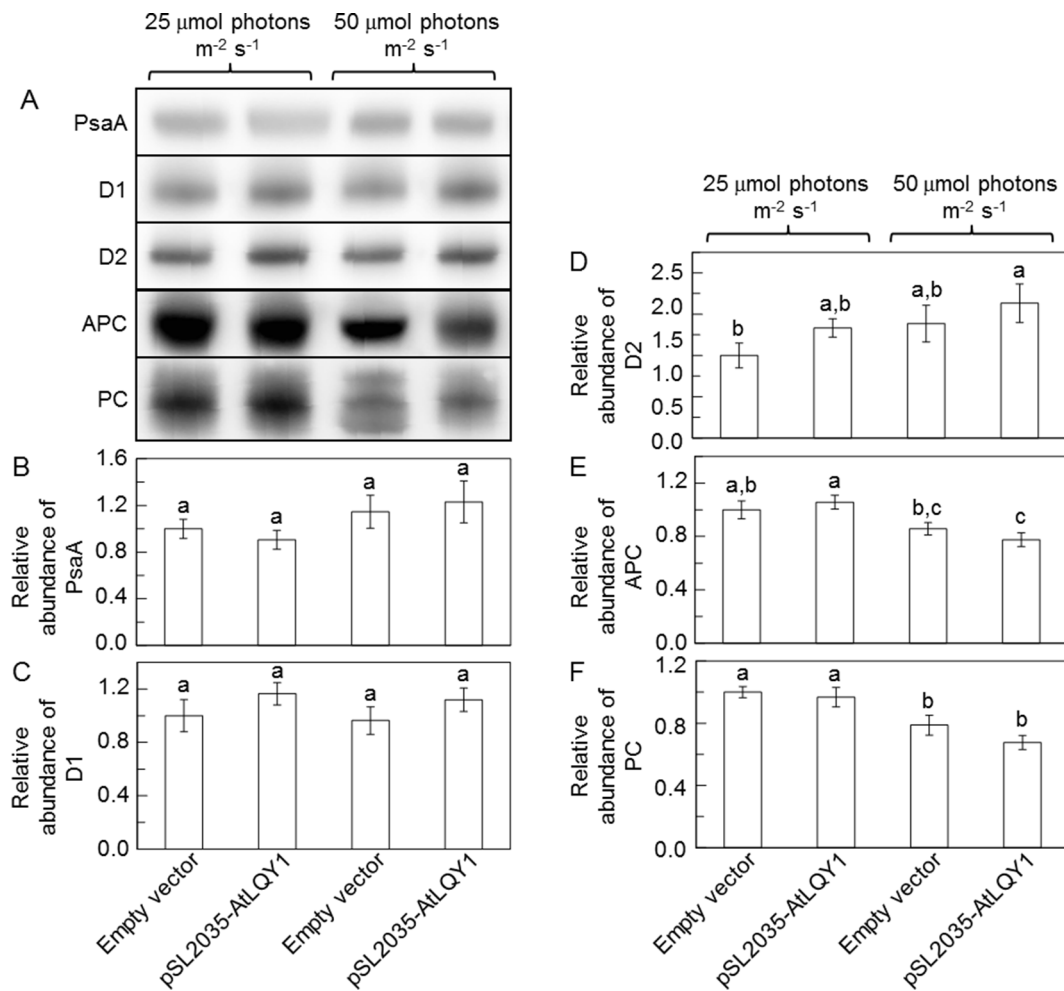 25 μmol photons
m-2 s-1
50 μmol photons
m-2 s-1
A
PsaA
D1
D2
APC
PC
B
Relative
abundance of
PsaA
1.6
1.2
0.8
0.4
0.0
a
a
a
a
C
Relative
abundance of
D1
1.2
0.8
0.4
0.0
a
a
a
a
Empty vector
pSL2035-AtLQY1
Empty vector
pSL2035-AtLQY1
25 μmol photons
m-2 s-1
50 μmol photons
m-2 s-1
D
Relative
abundance of
D2
2.5
2.0
1.5
1.0
0.5
0.0
b
a,b
a,b
a
E
Relative
abundance of
APC
1.2
0.8
0.4
0.0
a,b
a
b,c
c
F
Relative
abundance of
PC
1.2
0.8
0.4
0.0
a
a
b
b
Empty vector
pSL2035-AtLQY1
Empty vector
pSL2035-AtLQY1